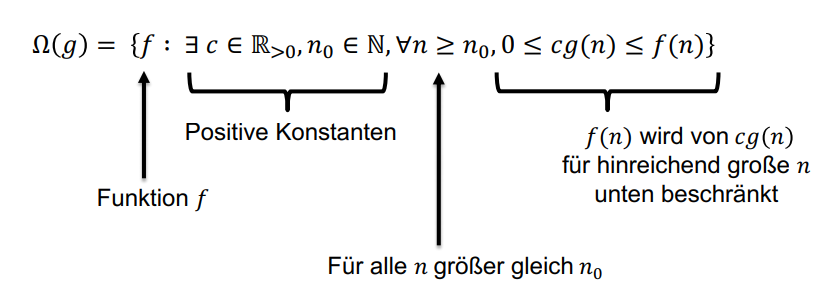 Ω(g) = {f : ∃ c ∈ ℝ>0, n0 ∈ ℕ, ∀n ≥ n0, 0 ≤ cg(n) ≤ f(n)}
Positive Konstanten
f(n) wird von cg(n)
für hinreichend große n
unten beschränkt
Funktion f
Für alle n größer gleich n0